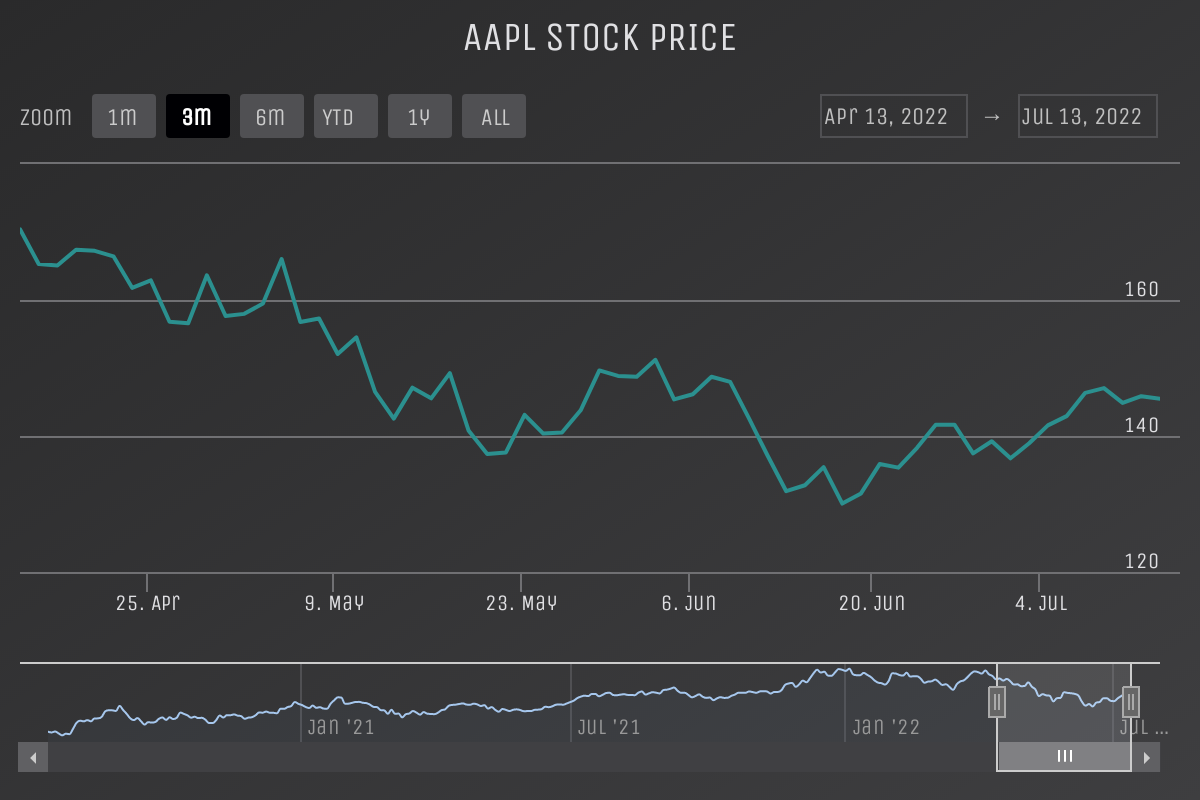 AAPL STOCK PRICE
Zoom 1m 3m 6m YTD 1Y All Apr 13, 2022 → Jul 13, 2022
160
140
120
25. Apr 9. May 23. May 6. Jun 20. Jun 4. Jul
Jan '21 Jul '21 Jan '22 Jul …